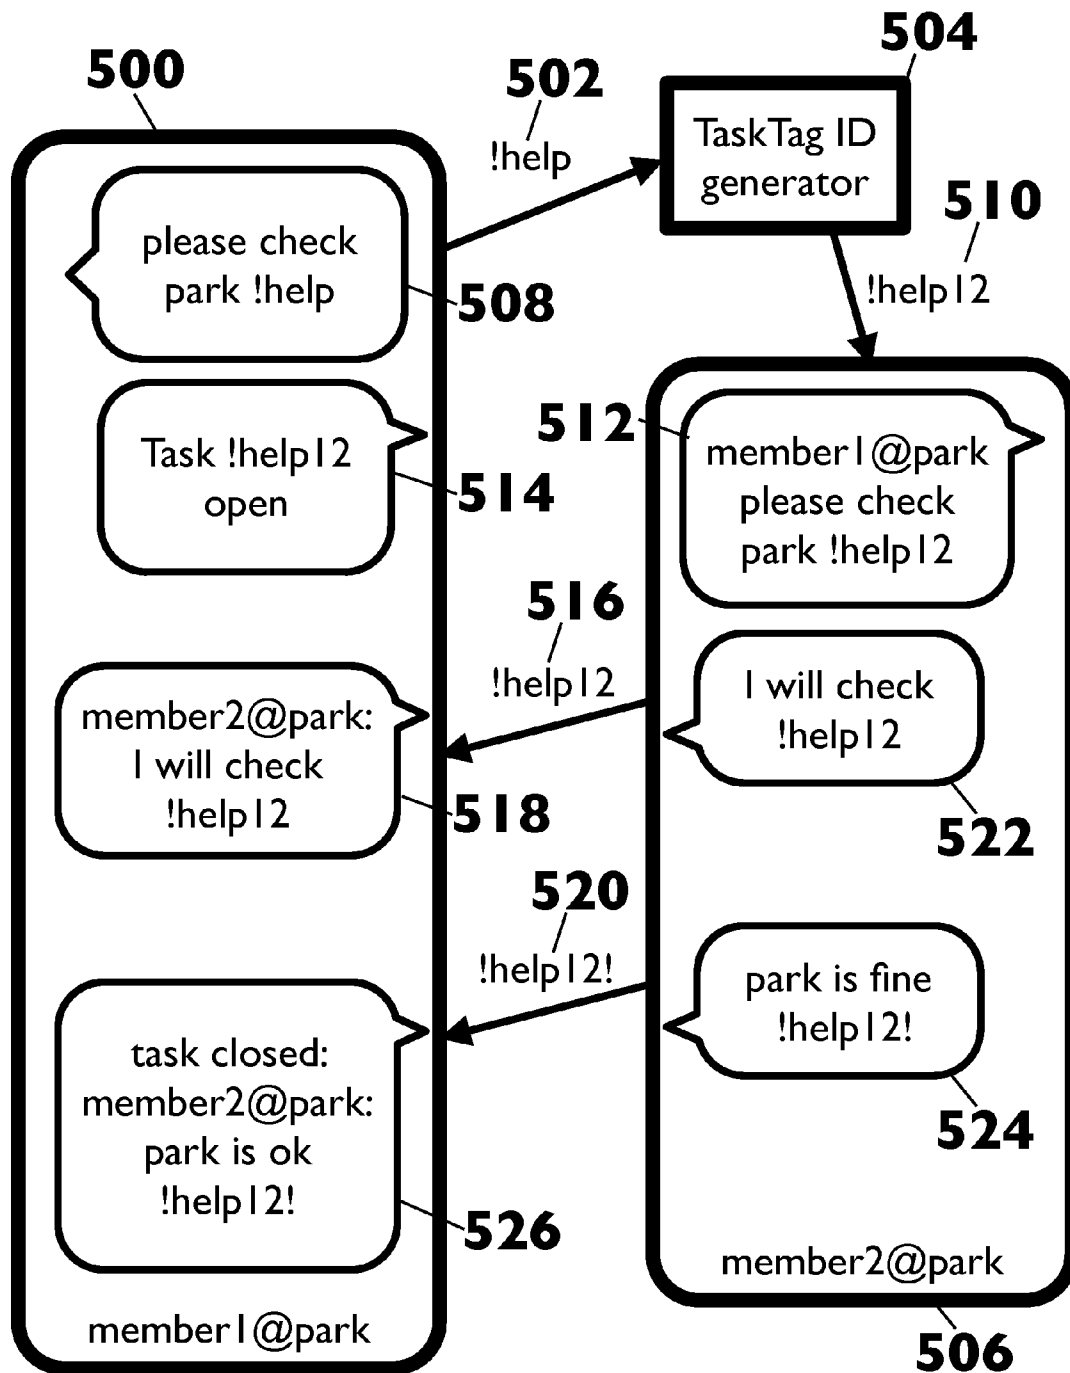 500
502
504
!help
TaskTag ID
generator
510
please check
park !help
508
!help12
Task !help12
open
514
512
member1@park
please check
park !help12
516
!help12
I will check
!help12
522
member2@park:
I will check
!help12
518
520
!help12!
park is fine
!help12!
524
task closed:
member2@park:
park is ok
!help12!
526
member2@park
member1@park
506